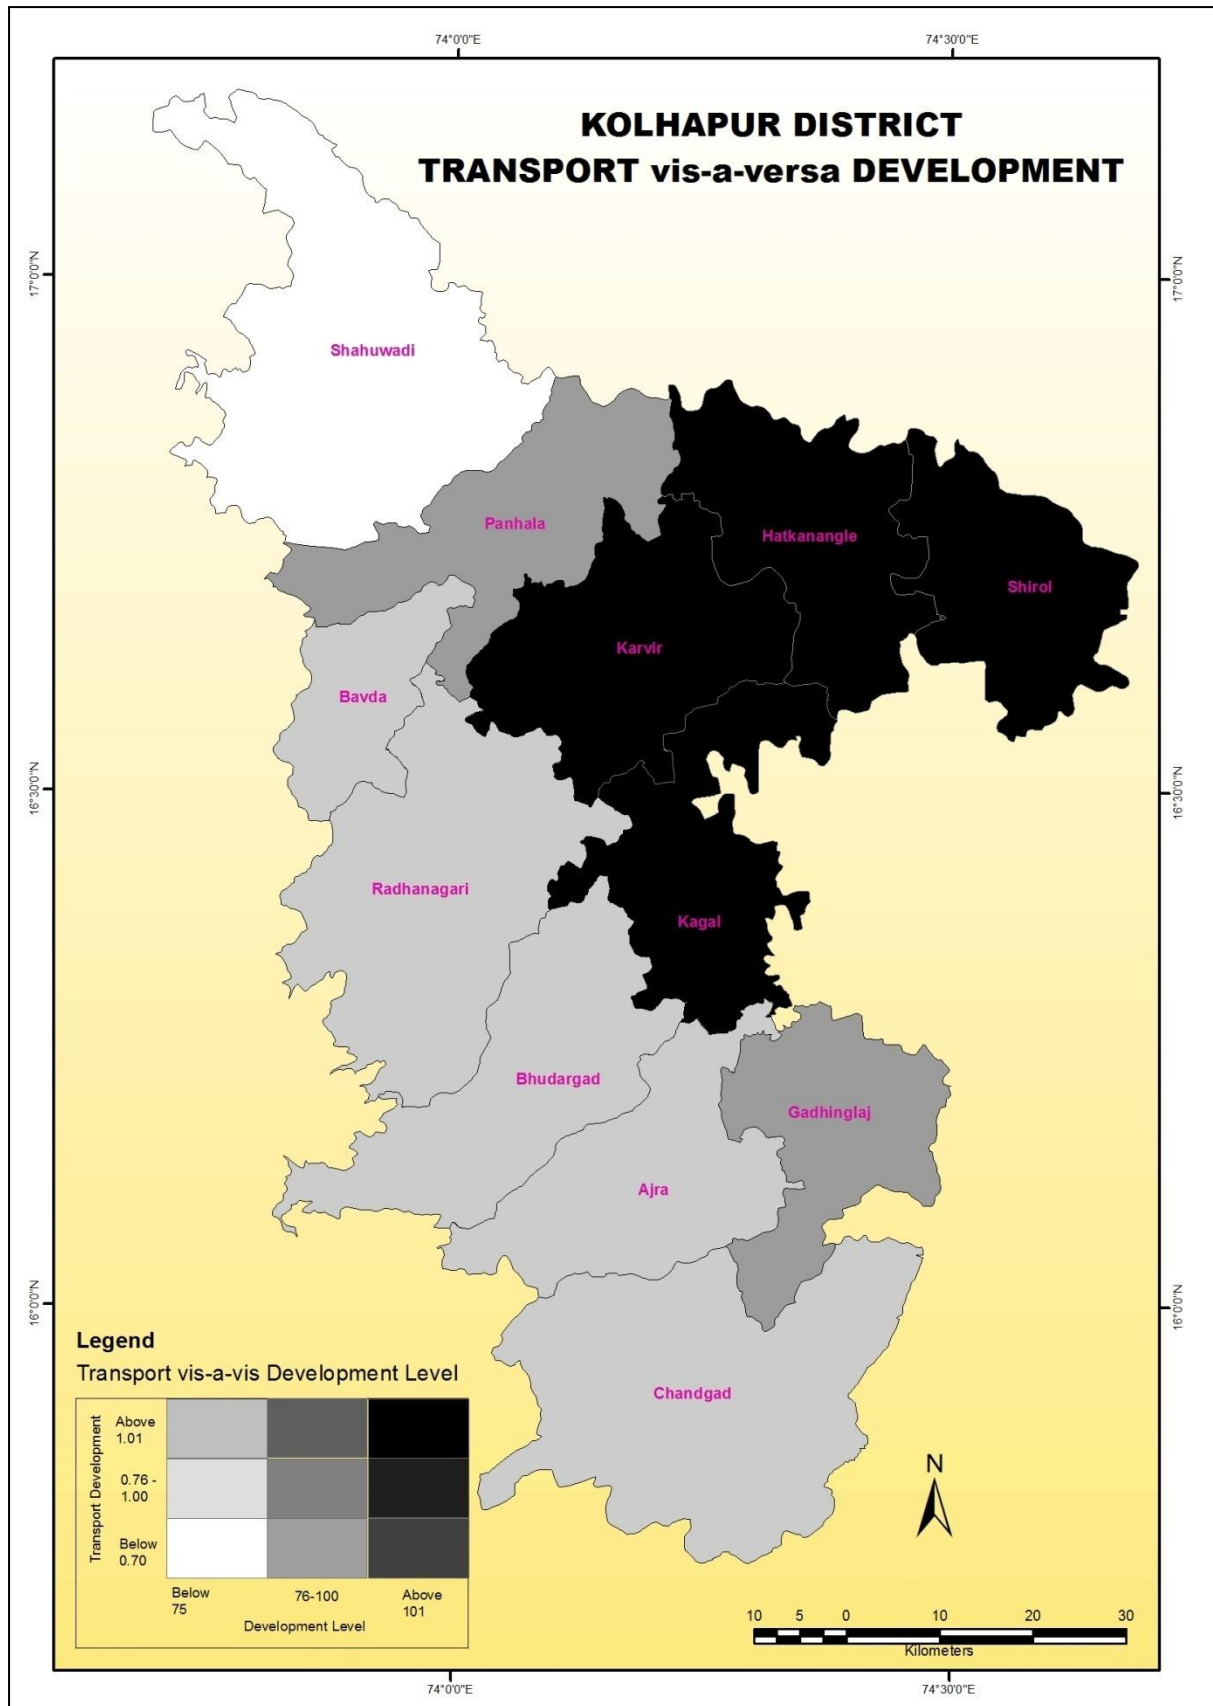 74°0'0"E
74°30'0"E
KOLHAPUR DISTRICT
TRANSPORT vis-a-versa DEVELOPMENT
17°0'0"N
17°0'0"N
Shahuwadi
Panhala
Hatkanangle
Shirol
Karvir
Bavda
16°30'0"N
16°30'0"N
Radhanagari
Kagal
Bhudargad
Gadhinglaj
Ajra
16°0'0"N
16°0'0"N
Chandgad
Legend
Transport vis-a-vis Development Level
Transport Development
Above
1.01
0.76 -
1.00
Below
0.70
Below
75
76-100
Above
101
Development Level
N
10 5 0 10 20 30
Kilometers
74°0'0"E
74°30'0"E